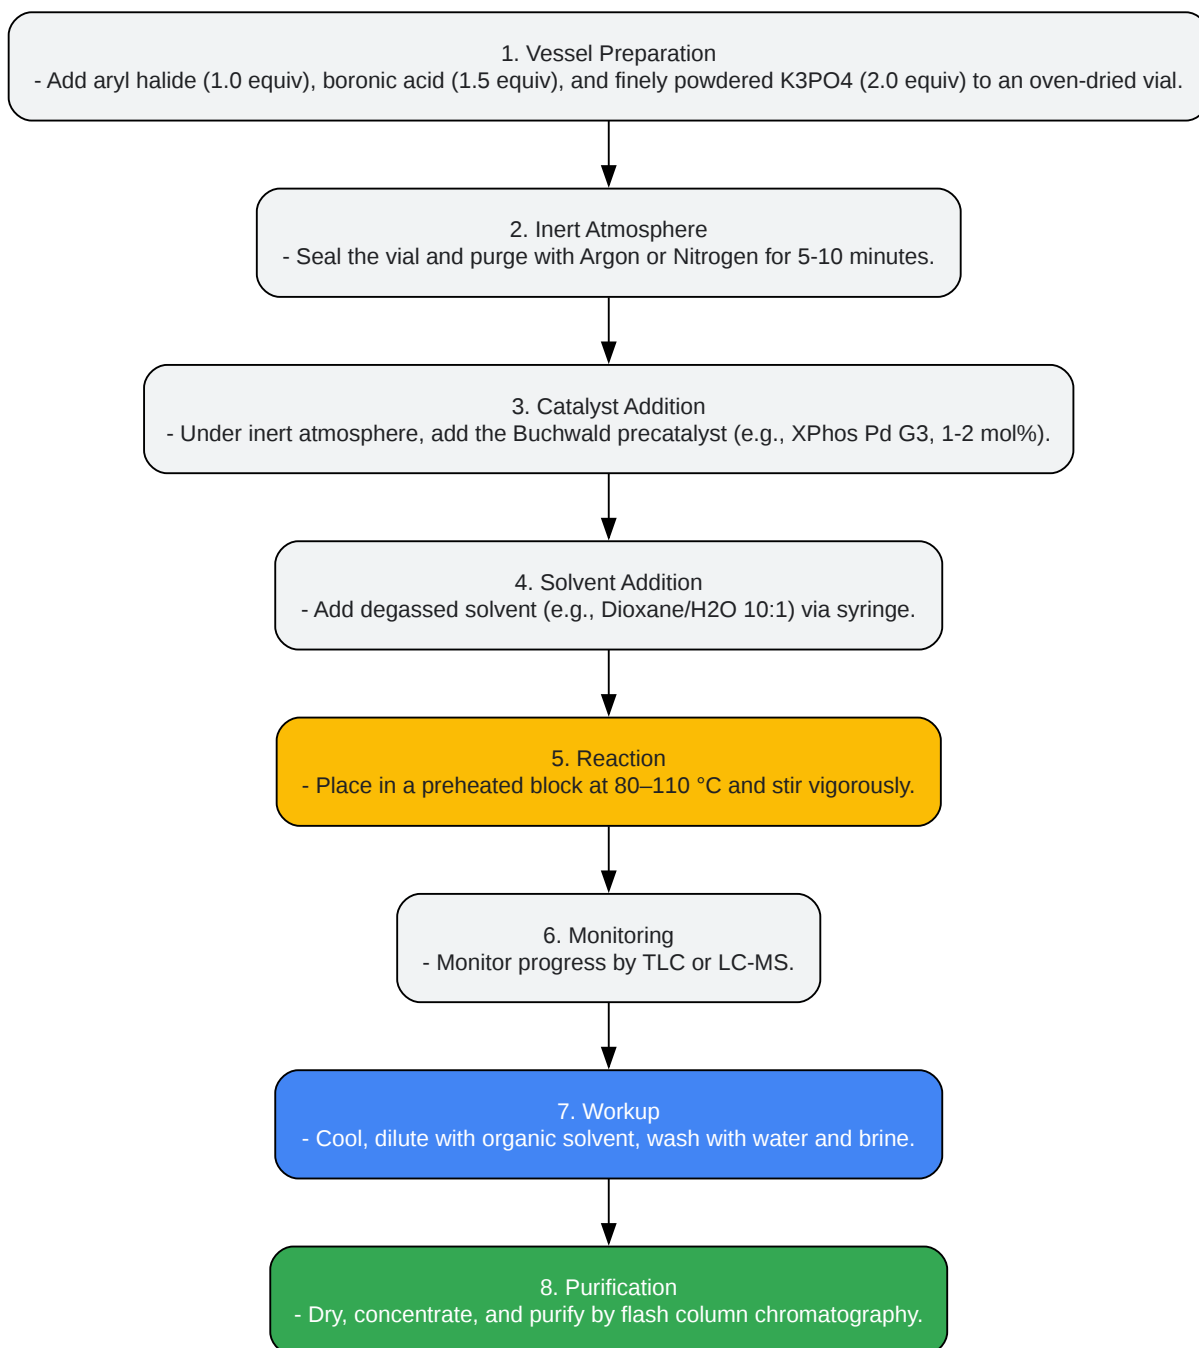 1. Vessel Preparation
- Add aryl halide (1.0 equiv), boronic acid (1.5 equiv), and finely powdered K3PO4 (2.0 equiv) to an oven-dried vial.
2. Inert Atmosphere
- Seal the vial and purge with Argon or Nitrogen for 5-10 minutes.
3. Catalyst Addition
- Under inert atmosphere, add the Buchwald precatalyst (e.g., XPhos Pd G3, 1-2 mol%).
4. Solvent Addition
- Add degassed solvent (e.g., Dioxane/H2O 10:1) via syringe.
5. Reaction
- Place in a preheated block at 80–110 °C and stir vigorously.
6. Monitoring
- Monitor progress by TLC or LC-MS.
7. Workup
- Cool, dilute with organic solvent, wash with water and brine.
8. Purification
- Dry, concentrate, and purify by flash column chromatography.